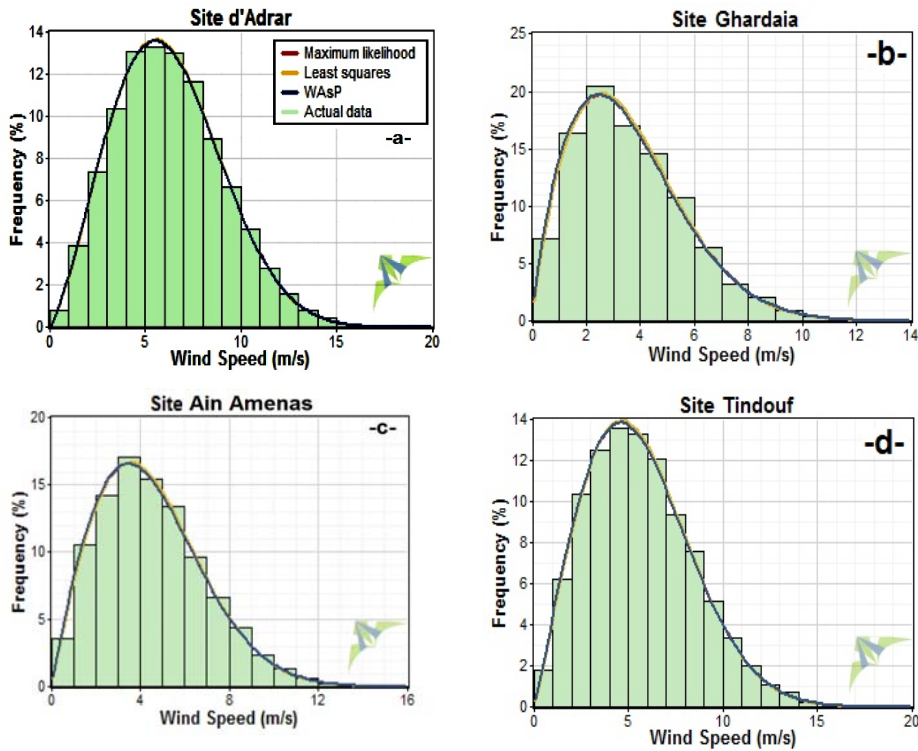 Site d'Adrar
Frequency (%)
14
12
10
8
6
4
2
0
Maximum likelihood
Least squares
WAsP
Actual data
-a-
0
5
10
15
20
Wind Speed (m/s)
Site Ghardaia
Frequency (%)
25
20
15
10
5
0
-b-
0
2
4
6
8
10
12
14
Wind Speed (m/s)
Site Ain Amenas
Frequency (%)
20
15
10
5
0
-c-
0
4
8
12
16
Wind Speed (m/s)
Site Tindouf
Frequency (%)
14
12
10
8
6
4
2
0
-d-
0
5
10
15
20
Wind Speed (m/s)